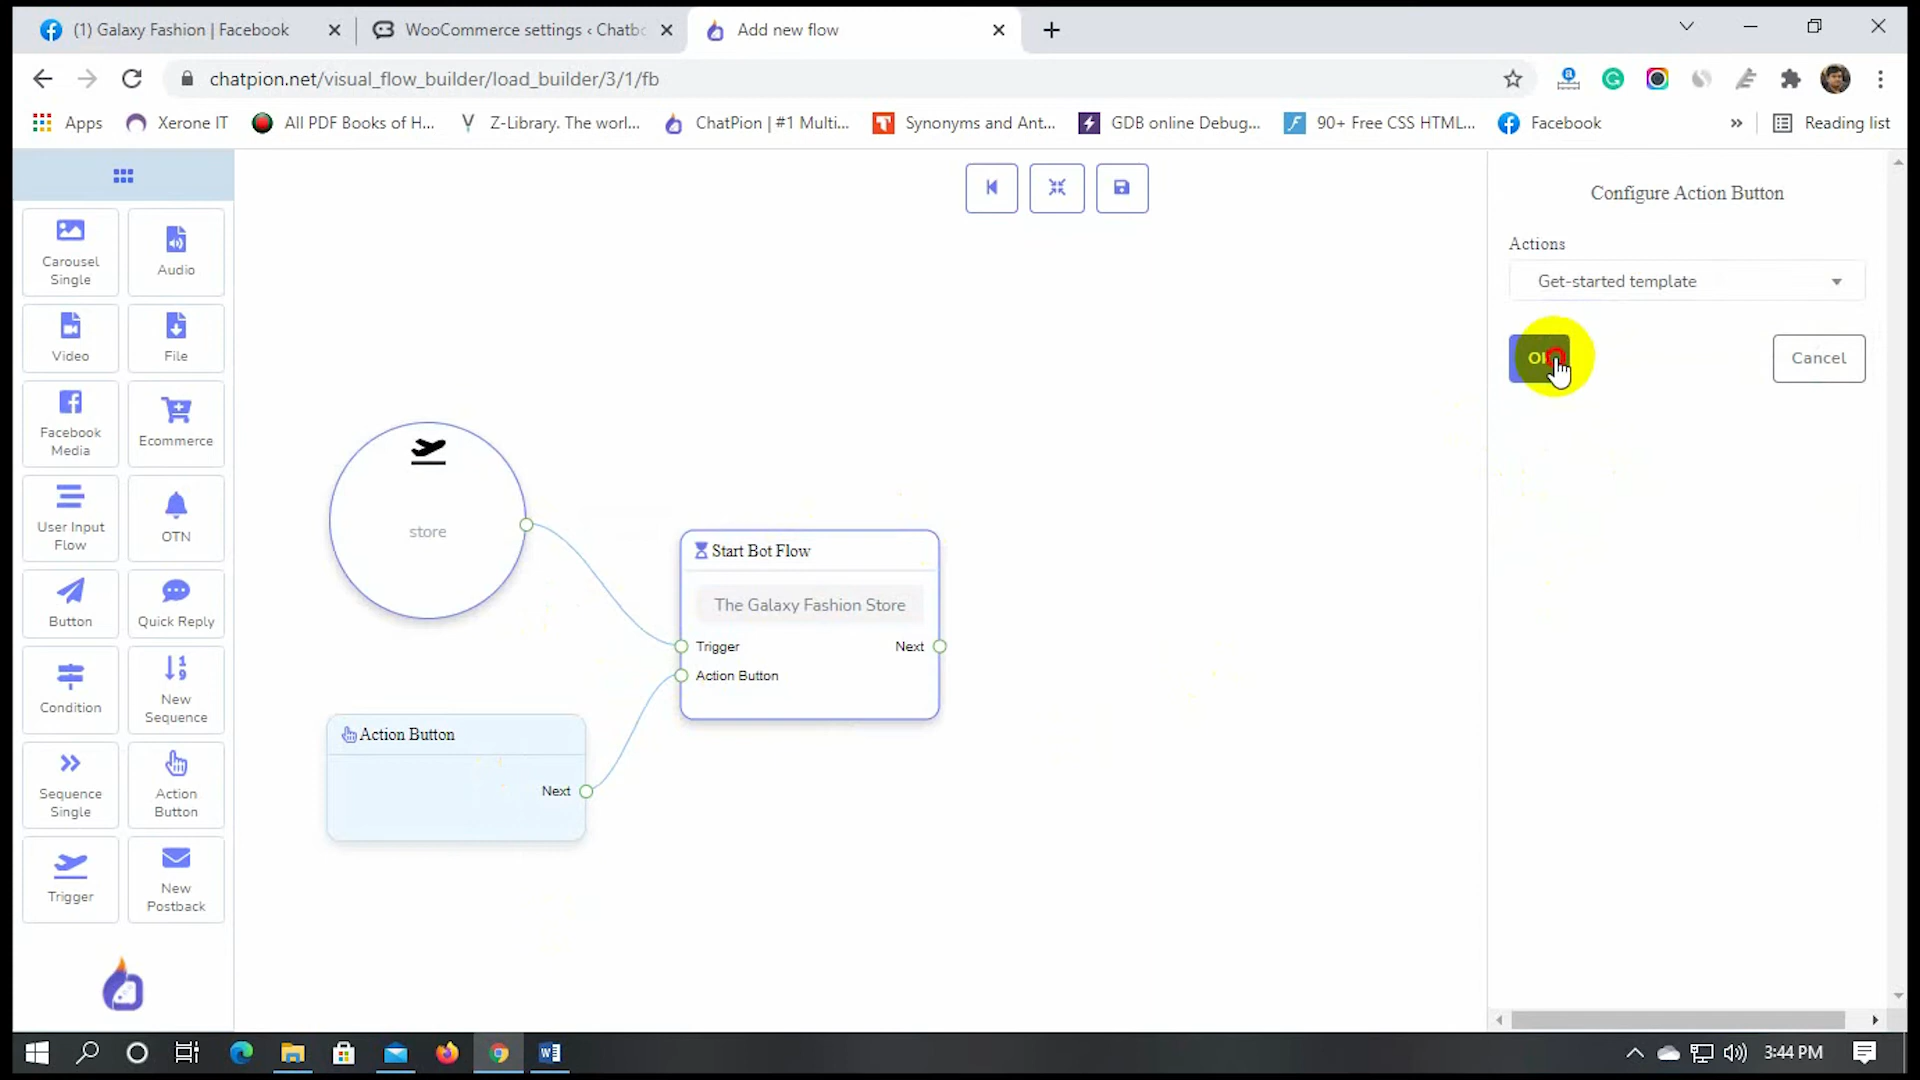 (1) Galaxy Fashion | Facebook
WooCommerce settings ‹ Chatbo
Add new flow
chatpion.net/visual_flow_builder/load_builder/3/1/fb
Apps
Xerone IT
All PDF Books of H...
Z-Library. The worl...
ChatPion | #1 Multi...
Synonyms and Ant...
GDB online Debug...
90+ Free CSS HTML...
Facebook
»
Reading list
Carousel
Single
Audio
Video
File
Facebook
Media
Ecommerce
User Input
Flow
OTN
Button
Quick Reply
Condition
New
Sequence
Sequence
Single
Action
Button
Trigger
New
Postback
store
Start Bot Flow
The Galaxy Fashion Store
Trigger
Next
Action Button
Action Button
Next
Configure Action Button
Actions
Get-started template
Cancel
3:44 PM